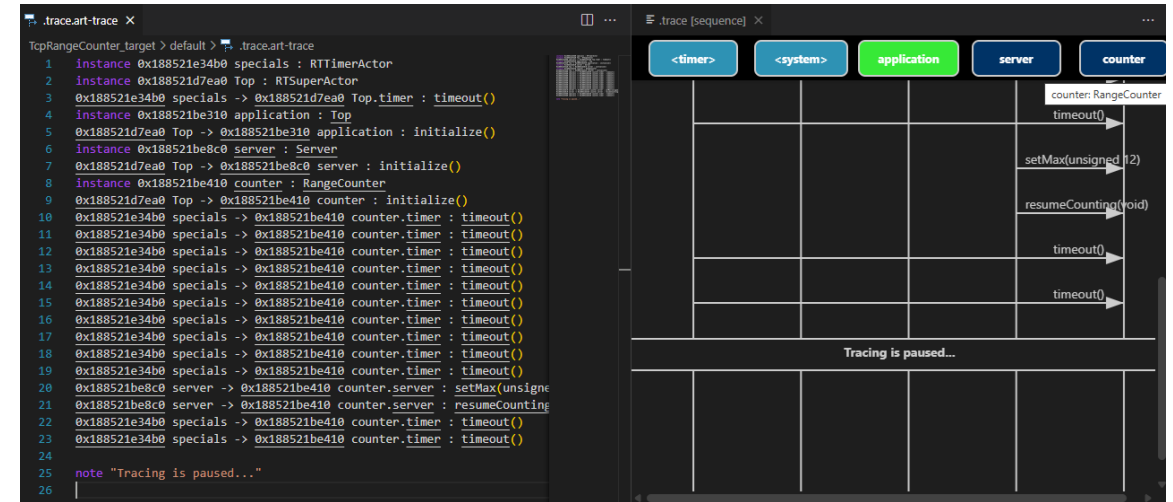 .trace.art-trace
TcpRangeCounter_target > default > .trace.art-trace
1 instance 0x188521e34b0 specials : RTTimerActor
2 instance 0x188521d7ea0 Top : RTSuperActor
3 0x188521e34b0 specials -> 0x188521d7ea0 Top.timer : timeout()
4 instance 0x188521be310 application : Top
5 0x188521d7ea0 Top -> 0x188521be310 application : initialize()
6 instance 0x188521be8c0 server : Server
7 0x188521d7ea0 Top -> 0x188521be8c0 server : initialize()
8 instance 0x188521be410 counter : RangeCounter
9 0x188521d7ea0 Top -> 0x188521be410 counter : initialize()
10 0x188521e34b0 specials -> 0x188521be410 counter.timer : timeout()
11 0x188521e34b0 specials -> 0x188521be410 counter.timer : timeout()
12 0x188521e34b0 specials -> 0x188521be410 counter.timer : timeout()
13 0x188521e34b0 specials -> 0x188521be410 counter.timer : timeout()
14 0x188521e34b0 specials -> 0x188521be410 counter.timer : timeout()
15 0x188521e34b0 specials -> 0x188521be410 counter.timer : timeout()
16 0x188521e34b0 specials -> 0x188521be410 counter.timer : timeout()
17 0x188521e34b0 specials -> 0x188521be410 counter.timer : timeout()
18 0x188521e34b0 specials -> 0x188521be410 counter.timer : timeout()
19 0x188521e34b0 specials -> 0x188521be410 counter.timer : timeout()
20 0x188521be8c0 server -> 0x188521be410 counter.server : setMax(unsigne
21 0x188521be8c0 server -> 0x188521be410 counter.server : resumeCounting
22 0x188521e34b0 specials -> 0x188521be410 counter.timer : timeout()
23 0x188521e34b0 specials -> 0x188521be410 counter.timer : timeout()
24
25 note "Tracing is paused..."
26
.trace [sequence]
<timer> <system> application server counter
counter: RangeCounter
timeout()
setMax(unsigned 12)
resumeCounting(void)
timeout()
timeout()
Tracing is paused...